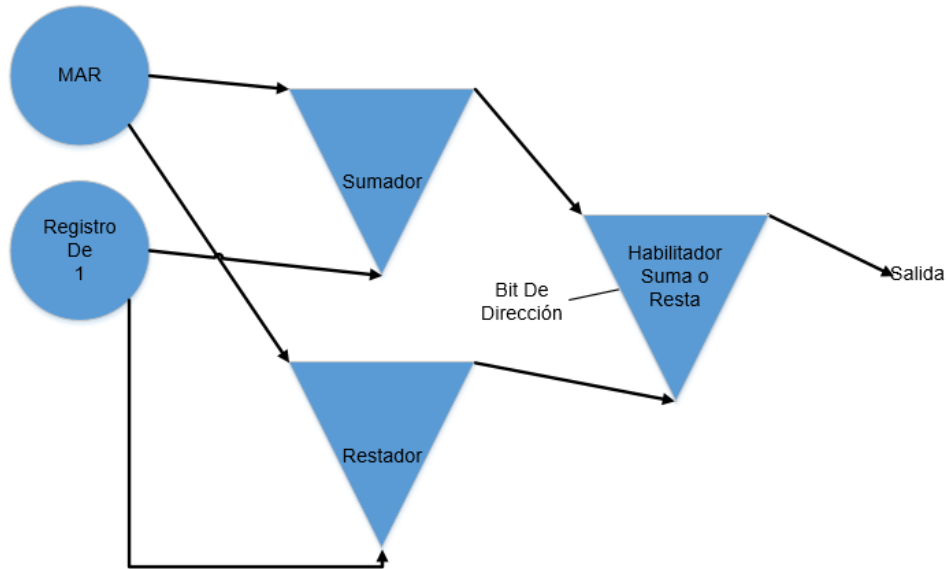 MAR
Sumador
Registro
De
1
Habilitador
Suma o
Resta
Bit De
Dirección
Salida
Restador